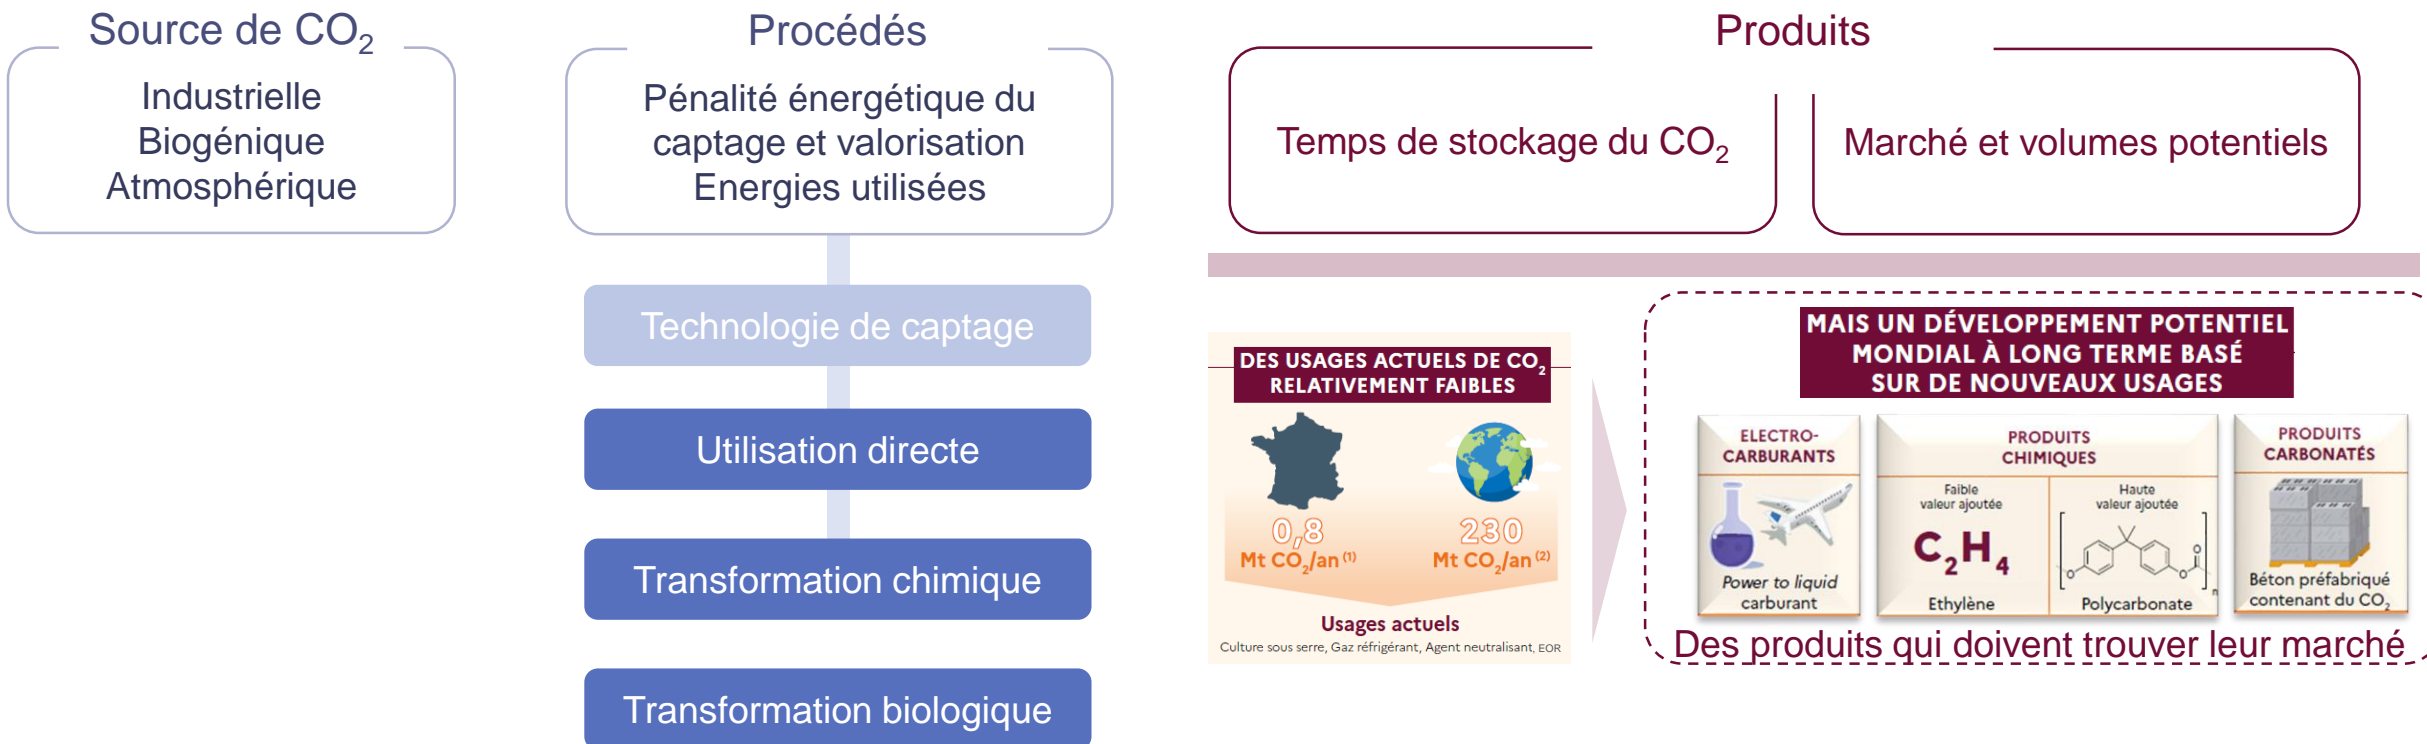 Source de CO₂
Industrielle
Biogénique
Atmosphérique
Procédés
Pénalité énergétique du
captage et valorisation
Energies utilisées
Technologie de captage
Utilisation directe
Transformation chimique
Transformation biologique
Produits
Temps de stockage du CO₂
Marché et volumes potentiels
DES USAGES ACTUELS DE CO₂
RELATIVEMENT FAIBLES
0,8
Mt CO₂/an (1)
230
Mt CO₂/an (2)
Usages actuels
Culture sous serre, Gaz réfrigérant, Agent neutralisant, EOR
MAIS UN DÉVELOPPEMENT POTENTIEL
MONDIAL À LONG TERME BASÉ
SUR DE NOUVEAUX USAGES
ELECTRO-
CARBURANTS
Power to liquid
carburant
PRODUITS
CHIMIQUES
Faible
valeur ajoutée
C₂H₄
Ethylène
Haute
valeur ajoutée
O O O n
Polycarbonate
PRODUITS
CARBONATÉS
Béton préfabriqué
contenant du CO₂
Des produits qui doivent trouver leur marché